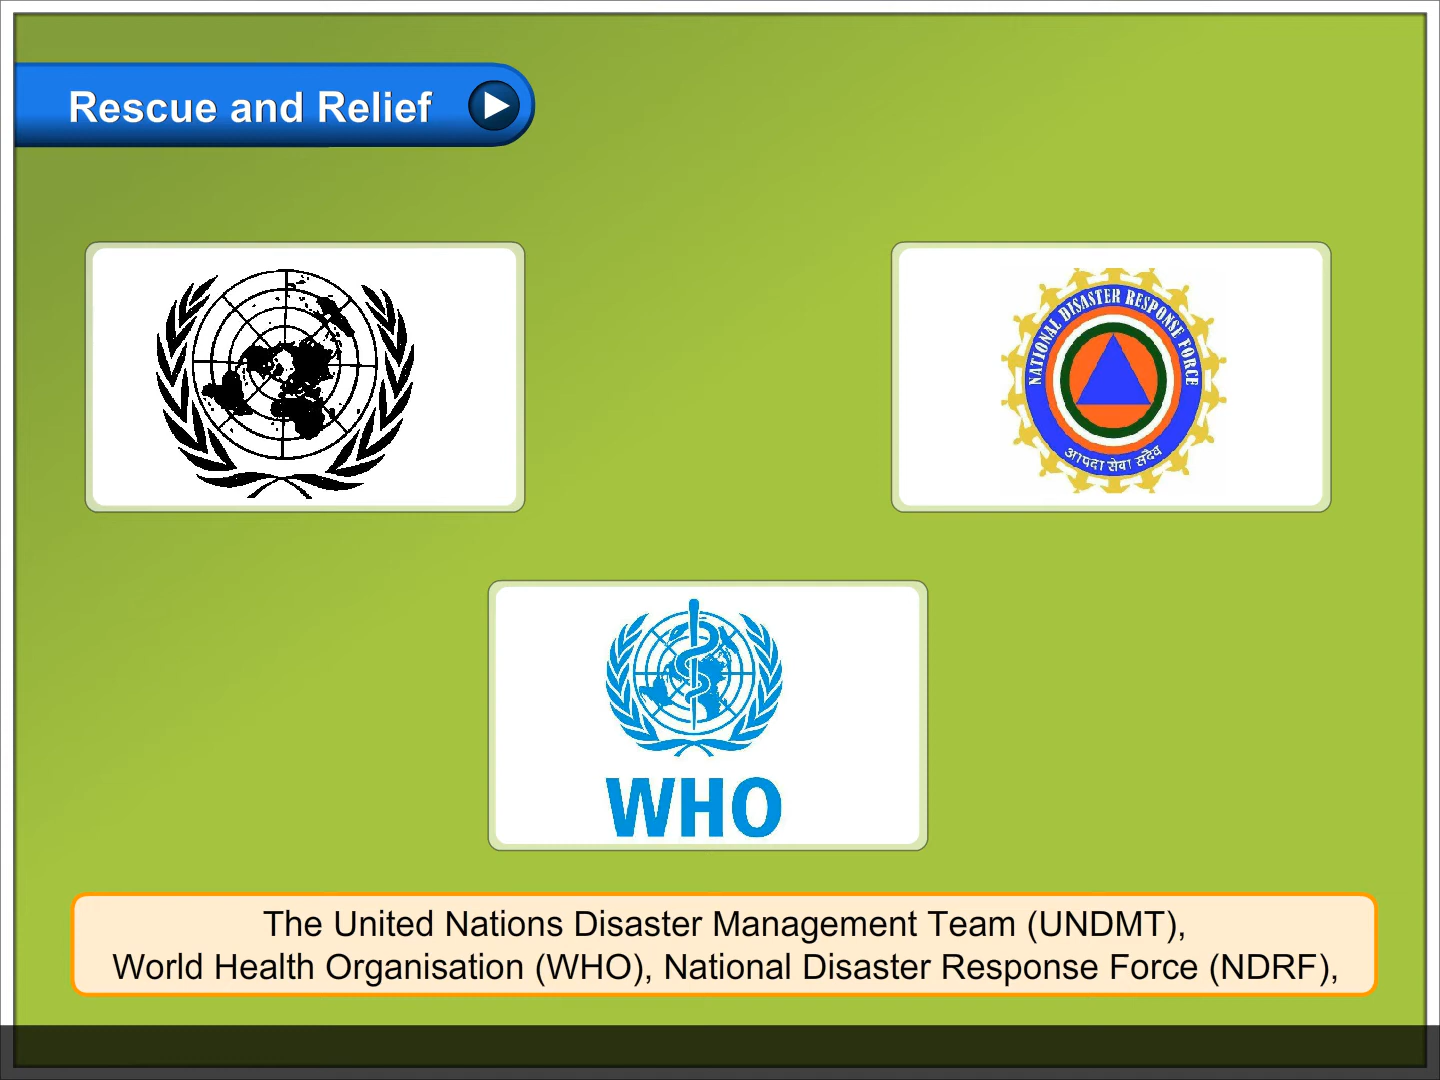 Rescue and Relief
NATIONAL DISASTER RESPONSE FORCE
आपदा सेवा सदैव
WHO
The United Nations Disaster Management Team (UNDMT),
World Health Organisation (WHO), National Disaster Response Force (NDRF),